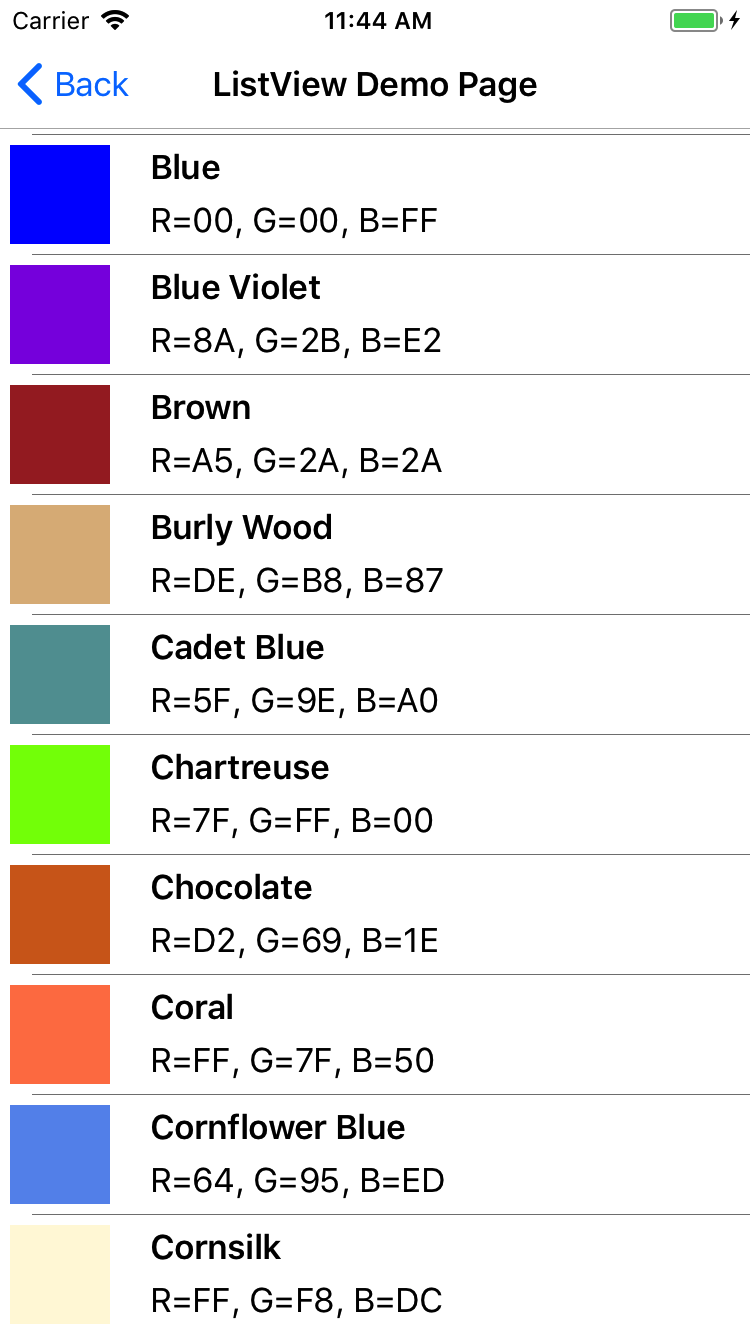 Carrier 11:44 AM
Back ListView Demo Page
Blue
R=00, G=00, B=FF
Blue Violet
R=8A, G=2B, B=E2
Brown
R=A5, G=2A, B=2A
Burly Wood
R=DE, G=B8, B=87
Cadet Blue
R=5F, G=9E, B=A0
Chartreuse
R=7F, G=FF, B=00
Chocolate
R=D2, G=69, B=1E
Coral
R=FF, G=7F, B=50
Cornflower Blue
R=64, G=95, B=ED
Cornsilk
R=FF, G=F8, B=DC